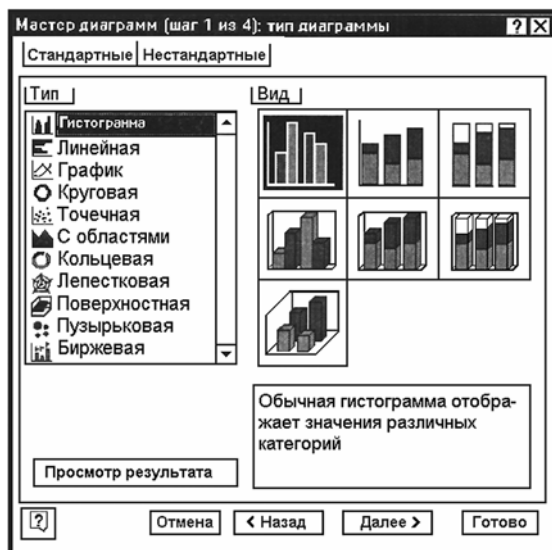 Мастер диаграмм (шаг 1 из 4): тип диаграммы
Стандартные Нестандартные
Тип
Вид
Гистограмма
Линейная
График
Круговая
Точечная
С областями
Кольцевая
Лепестковая
Поверхностная
Пузырьковая
Биржевая
Обычная гистограмма отобра-
жает значения различных
категорий
Просмотр результата
Отмена
< Назад
Далее >
Готово